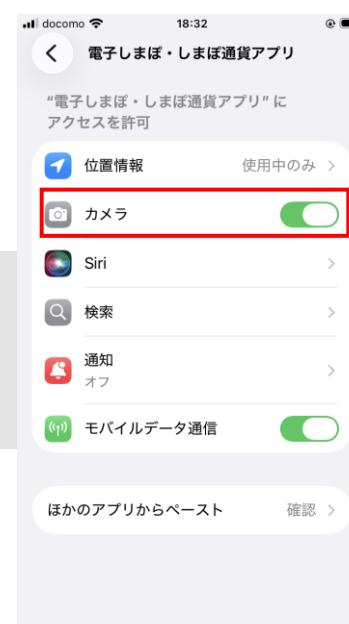 docomo 18:32
電子しまぽ・しまぽ通貨アプリ
“電子しまぽ・しまぽ通貨アプリ” に
アクセスを許可
位置情報 使用中のみ
カメラ
Siri
検索
通知
オフ
モバイルデータ通信
ほかのアプリからペースト 確認